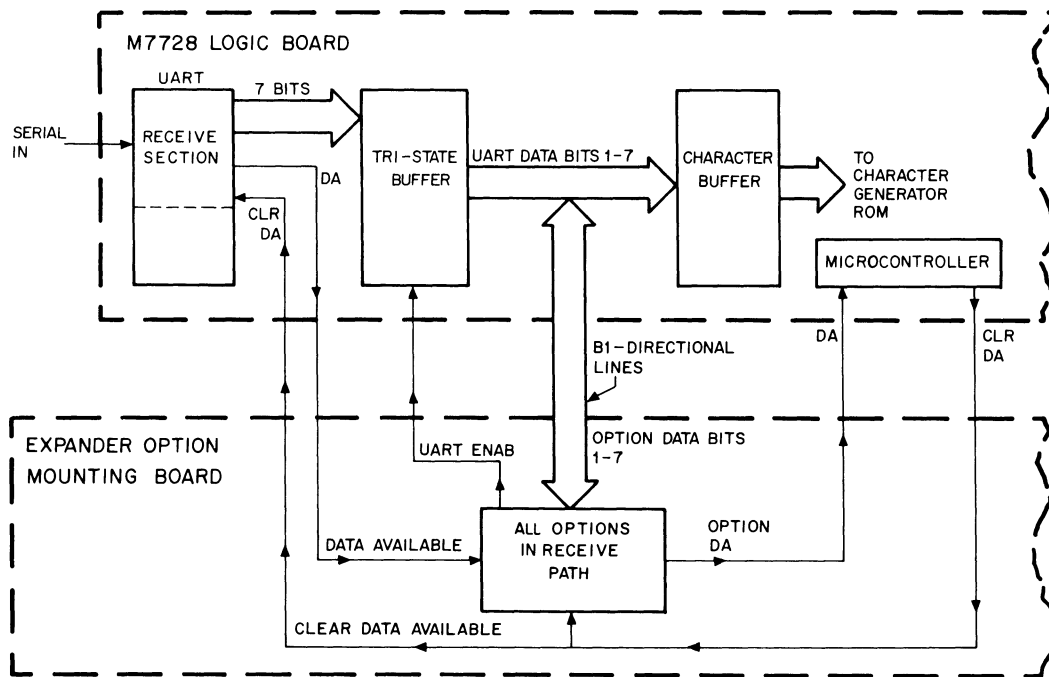 M7728 LOGIC BOARD
UART
7 BITS
SERIAL
IN
RECEIVE
SECTION
DA
CLR
DA
TRI-STATE
BUFFER
UART DATA BITS 1-7
CHARACTER
BUFFER
TO
CHARACTER
GENERATOR
ROM
MICROCONTROLLER
DA
CLR
DA
B1-DIRECTIONAL
LINES
EXPANDER OPTION
MOUNTING BOARD
UART ENAB
OPTION DATA BITS
1-7
DATA AVAILABLE
ALL OPTIONS
IN RECEIVE
PATH
OPTION
DA
CLEAR DATA AVAILABLE